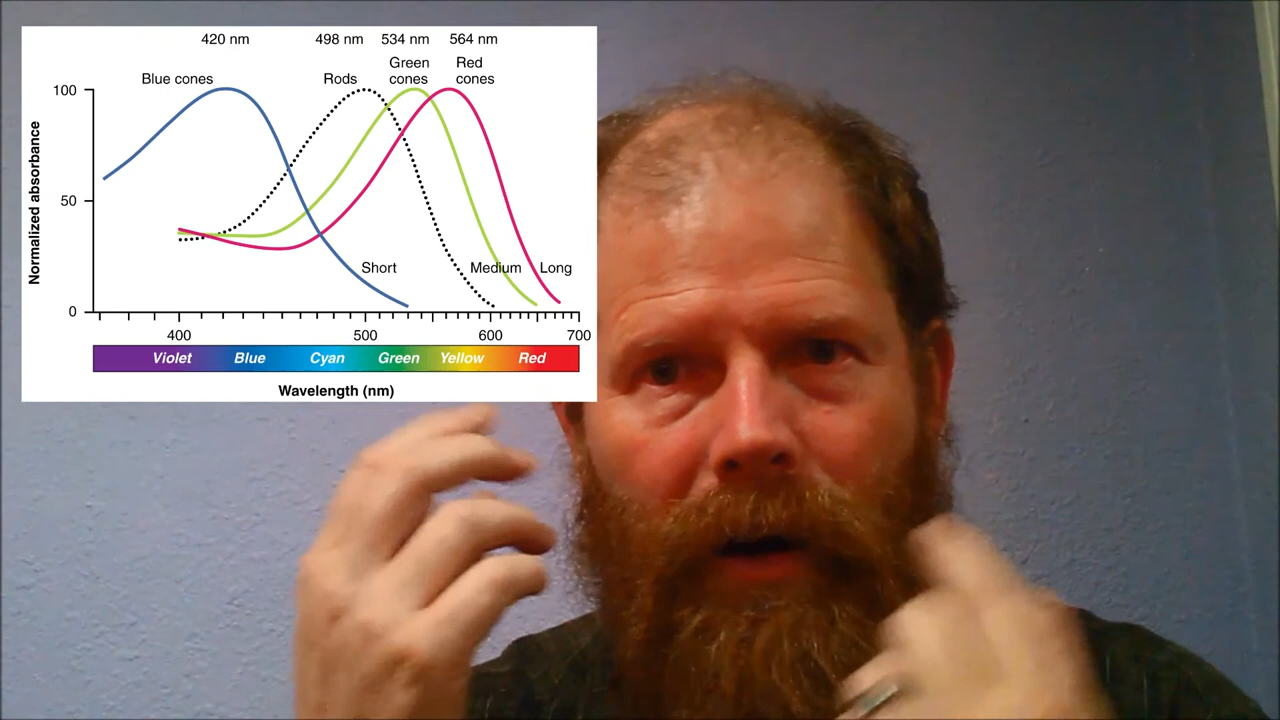 420 nm 498 nm 534 nm 564 nm
Blue cones Rods Green cones Red cones
100
50
0
Normalized absorbance
Short Medium Long
400 500 600 700
Violet Blue Cyan Green Yellow Red
Wavelength (nm)